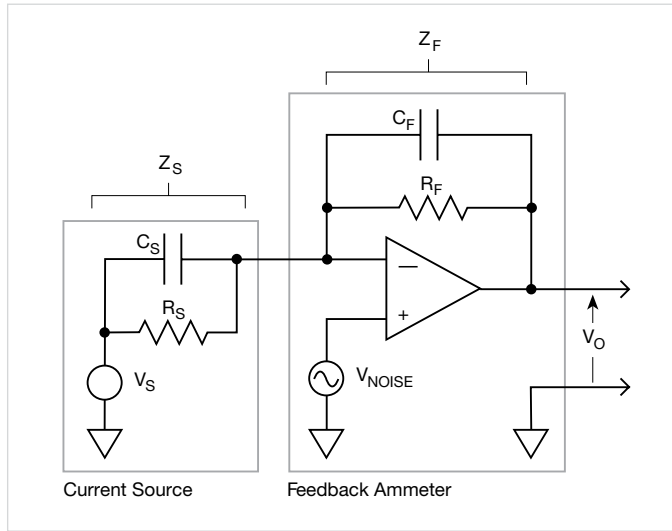 Z_F
C_F
Z_S
R_F
C_S
−
R_S
+
V_S
V_NOISE
V_O
Current Source
Feedback Ammeter